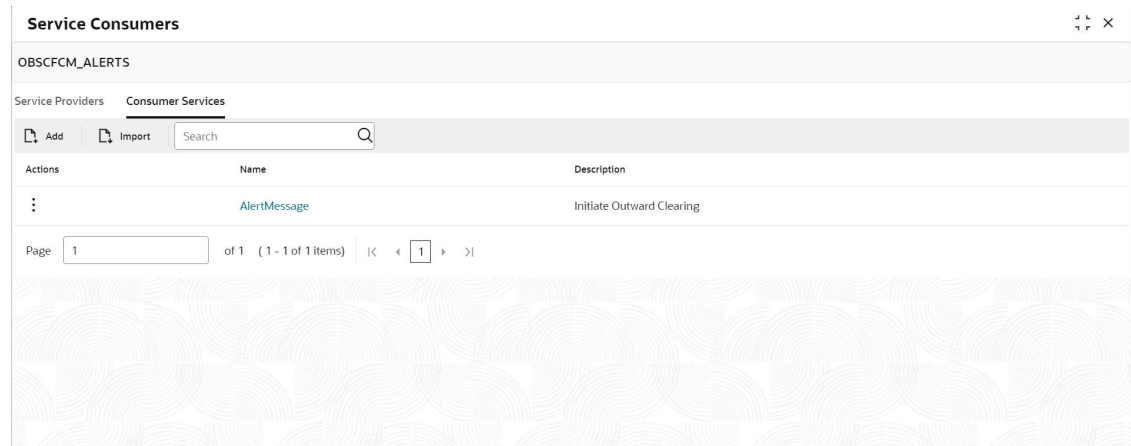 Service Consumers
OBSCFCM_ALERTS
Service Providers Consumer Services
Add Import Search
Actions Name Description
AlertMessage Initiate Outward Clearing
Page 1 of 1 ( 1 - 1 of 1 items) 1